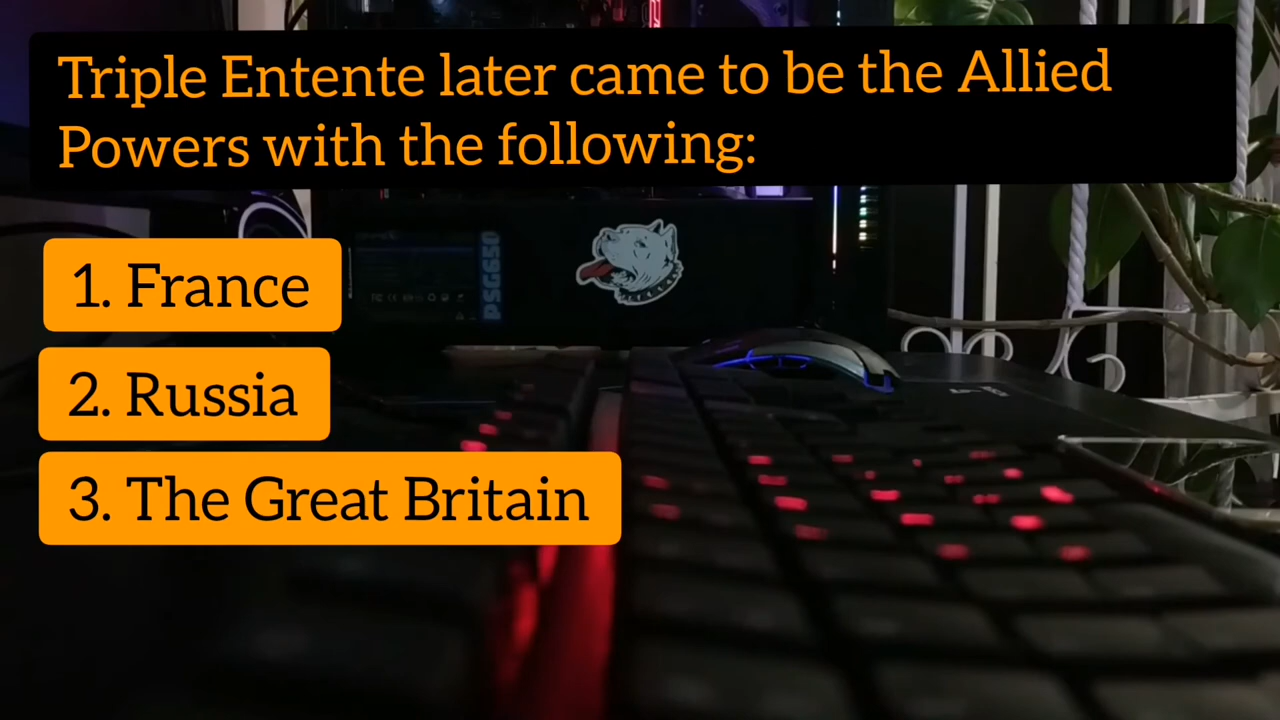 Triple Entente later came to be the Allied
Powers with the following:
PSG650
1. France
2. Russia
3. The Great Britain